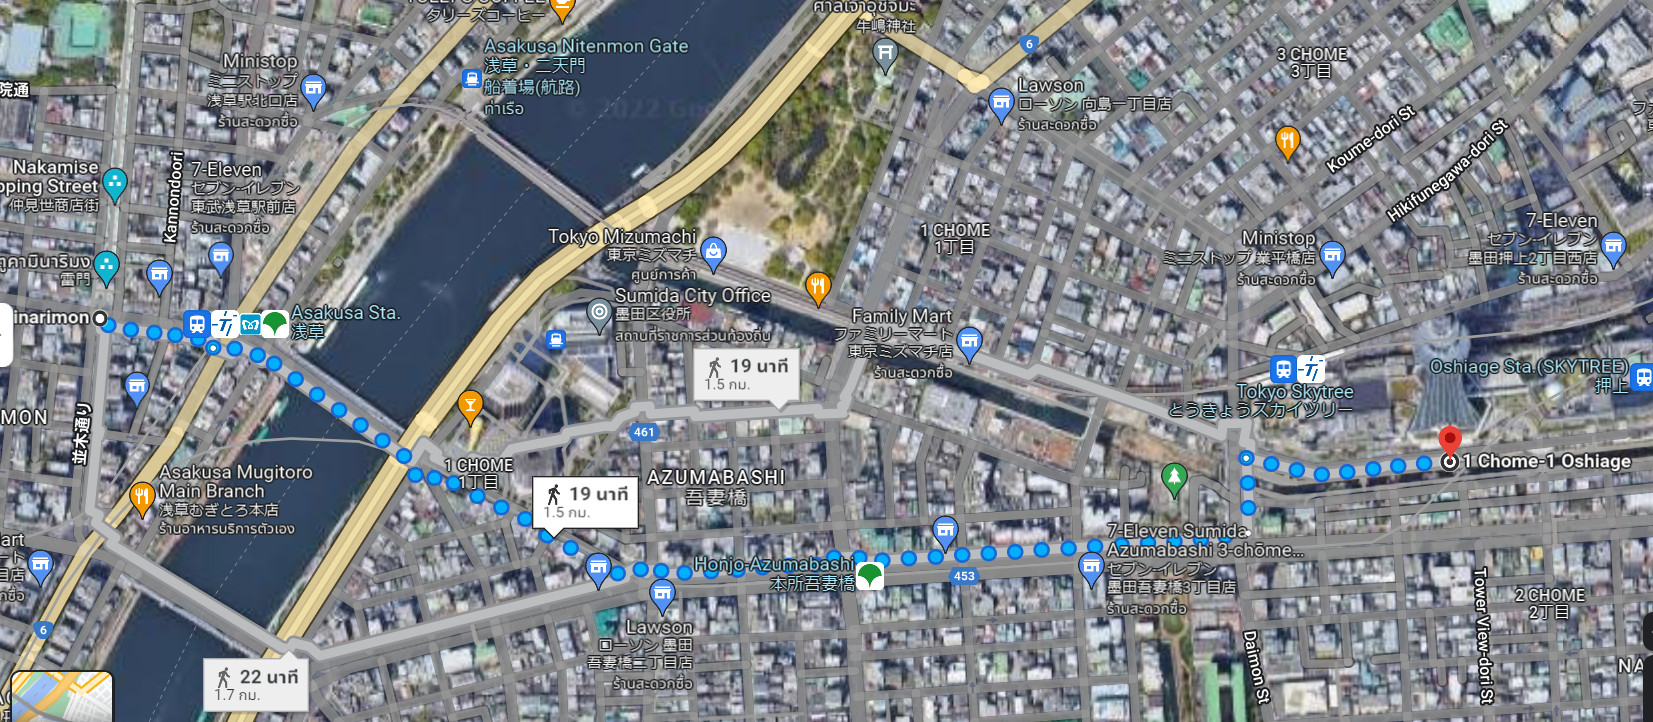 タリーズコーヒー
ศาลเจ้าอุชิจิมะ
牛嶋神社
6
Asakusa Nitenmon Gate
浅草・二天門
船着場(航路)
ท่าเรือ
Ministop
ミニストップ
浅草駅北口店
ร้านสะดวกซื้อ
院通
3 CHOME
3丁目
Lawson
ローソン 向島一丁目店
ร้านสะดวกซื้อ
Koume-dori St
Hikifunegawa-dori St
Nakamise
pping Street
仲見世商店街
Kannondoori
7-Eleven
セブン-イレブン
東武浅草駅前店
ร้านสะดวกซื้อ
1 CHOME
1丁目
Tokyo Mizumachi
東京ミズマチ
ศูนย์การค้า
Ministop
ミニストップ 業平橋店
ร้านสะดวกซื้อ
7-Eleven
セブン-イレブン
墨田押上2丁目西店
ร้านสะดวกซื้อ
雷門
inarimon
Asakusa Sta.
浅草
Sumida City Office
墨田区役所
สถานที่ราชการส่วนท้องถิ่น
Family Mart
ファミリーマート
東京ミズマチ店
ร้านสะดวกซื้อ
19 นาที
1.5 กม.
Tokyo Skytree
とうきょうスカイツリー
Oshiage Sta.(SKYTREE)
押上
MON
並木通り
461
1 CHOME
1丁目
AZUMABASHI
吾妻橋
1 Chome-1 Oshiage
Asakusa Mugitoro
Main Branch
浅草むぎとろ本店
ร้านอาหารบริการตัวเอง
19 นาที
1.5 กม.
7-Eleven Sumida
Azumabashi 3-chōme...
セブン-イレブン
墨田吾妻橋3丁目店
ร้านสะดวกซื้อ
Honjo-Azumabashi
本所吾妻橋
453
Tower View-dori St
2 CHOME
2丁目
6
Lawson
ローソン 墨田
吾妻橋二丁目店
ร้านสะดวกซื้อ
Daimon St
22 นาที
1.7 กม.
NA